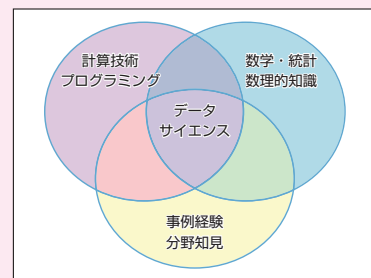 計算技術
プログラミング
数学・統計
数理的知識
データ
サイエンス
事例経験
分野知見